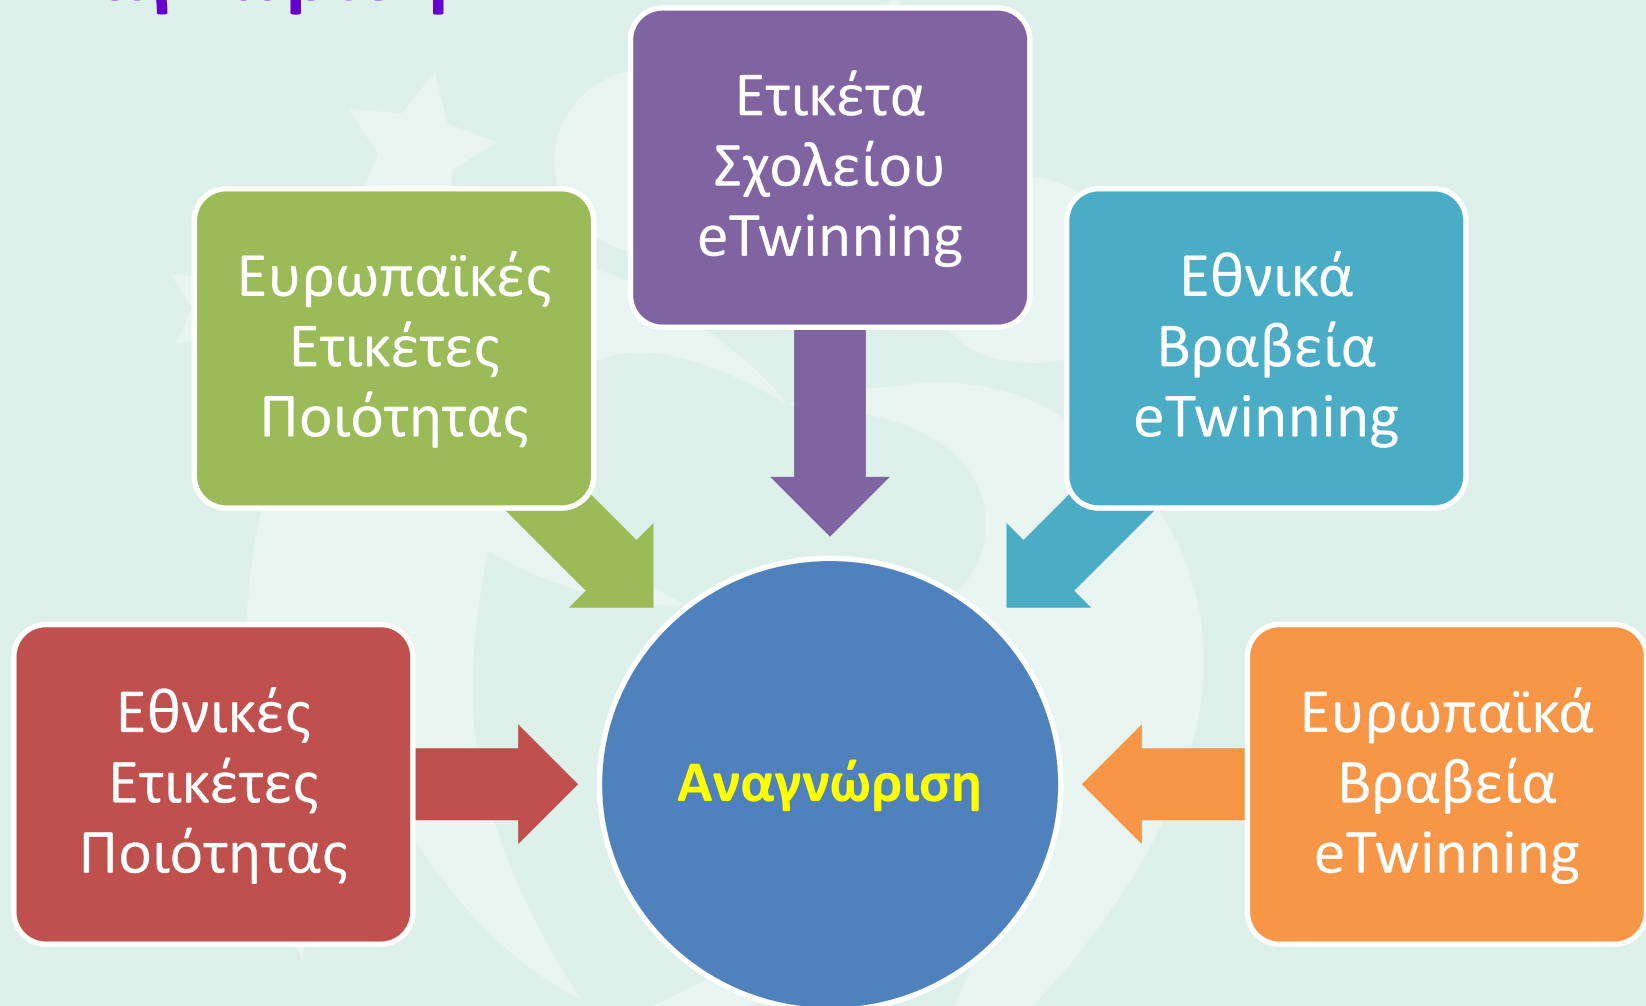 Ετικέτα
Σχολείου
eTwinning
Ευρωπαϊκές
Ετικέτες
Ποιότητας
Εθνικά
Βραβεία
eTwinning
Εθνικές
Ετικέτες
Ποιότητας
Αναγνώριση
Ευρωπαϊκά
Βραβεία
eTwinning